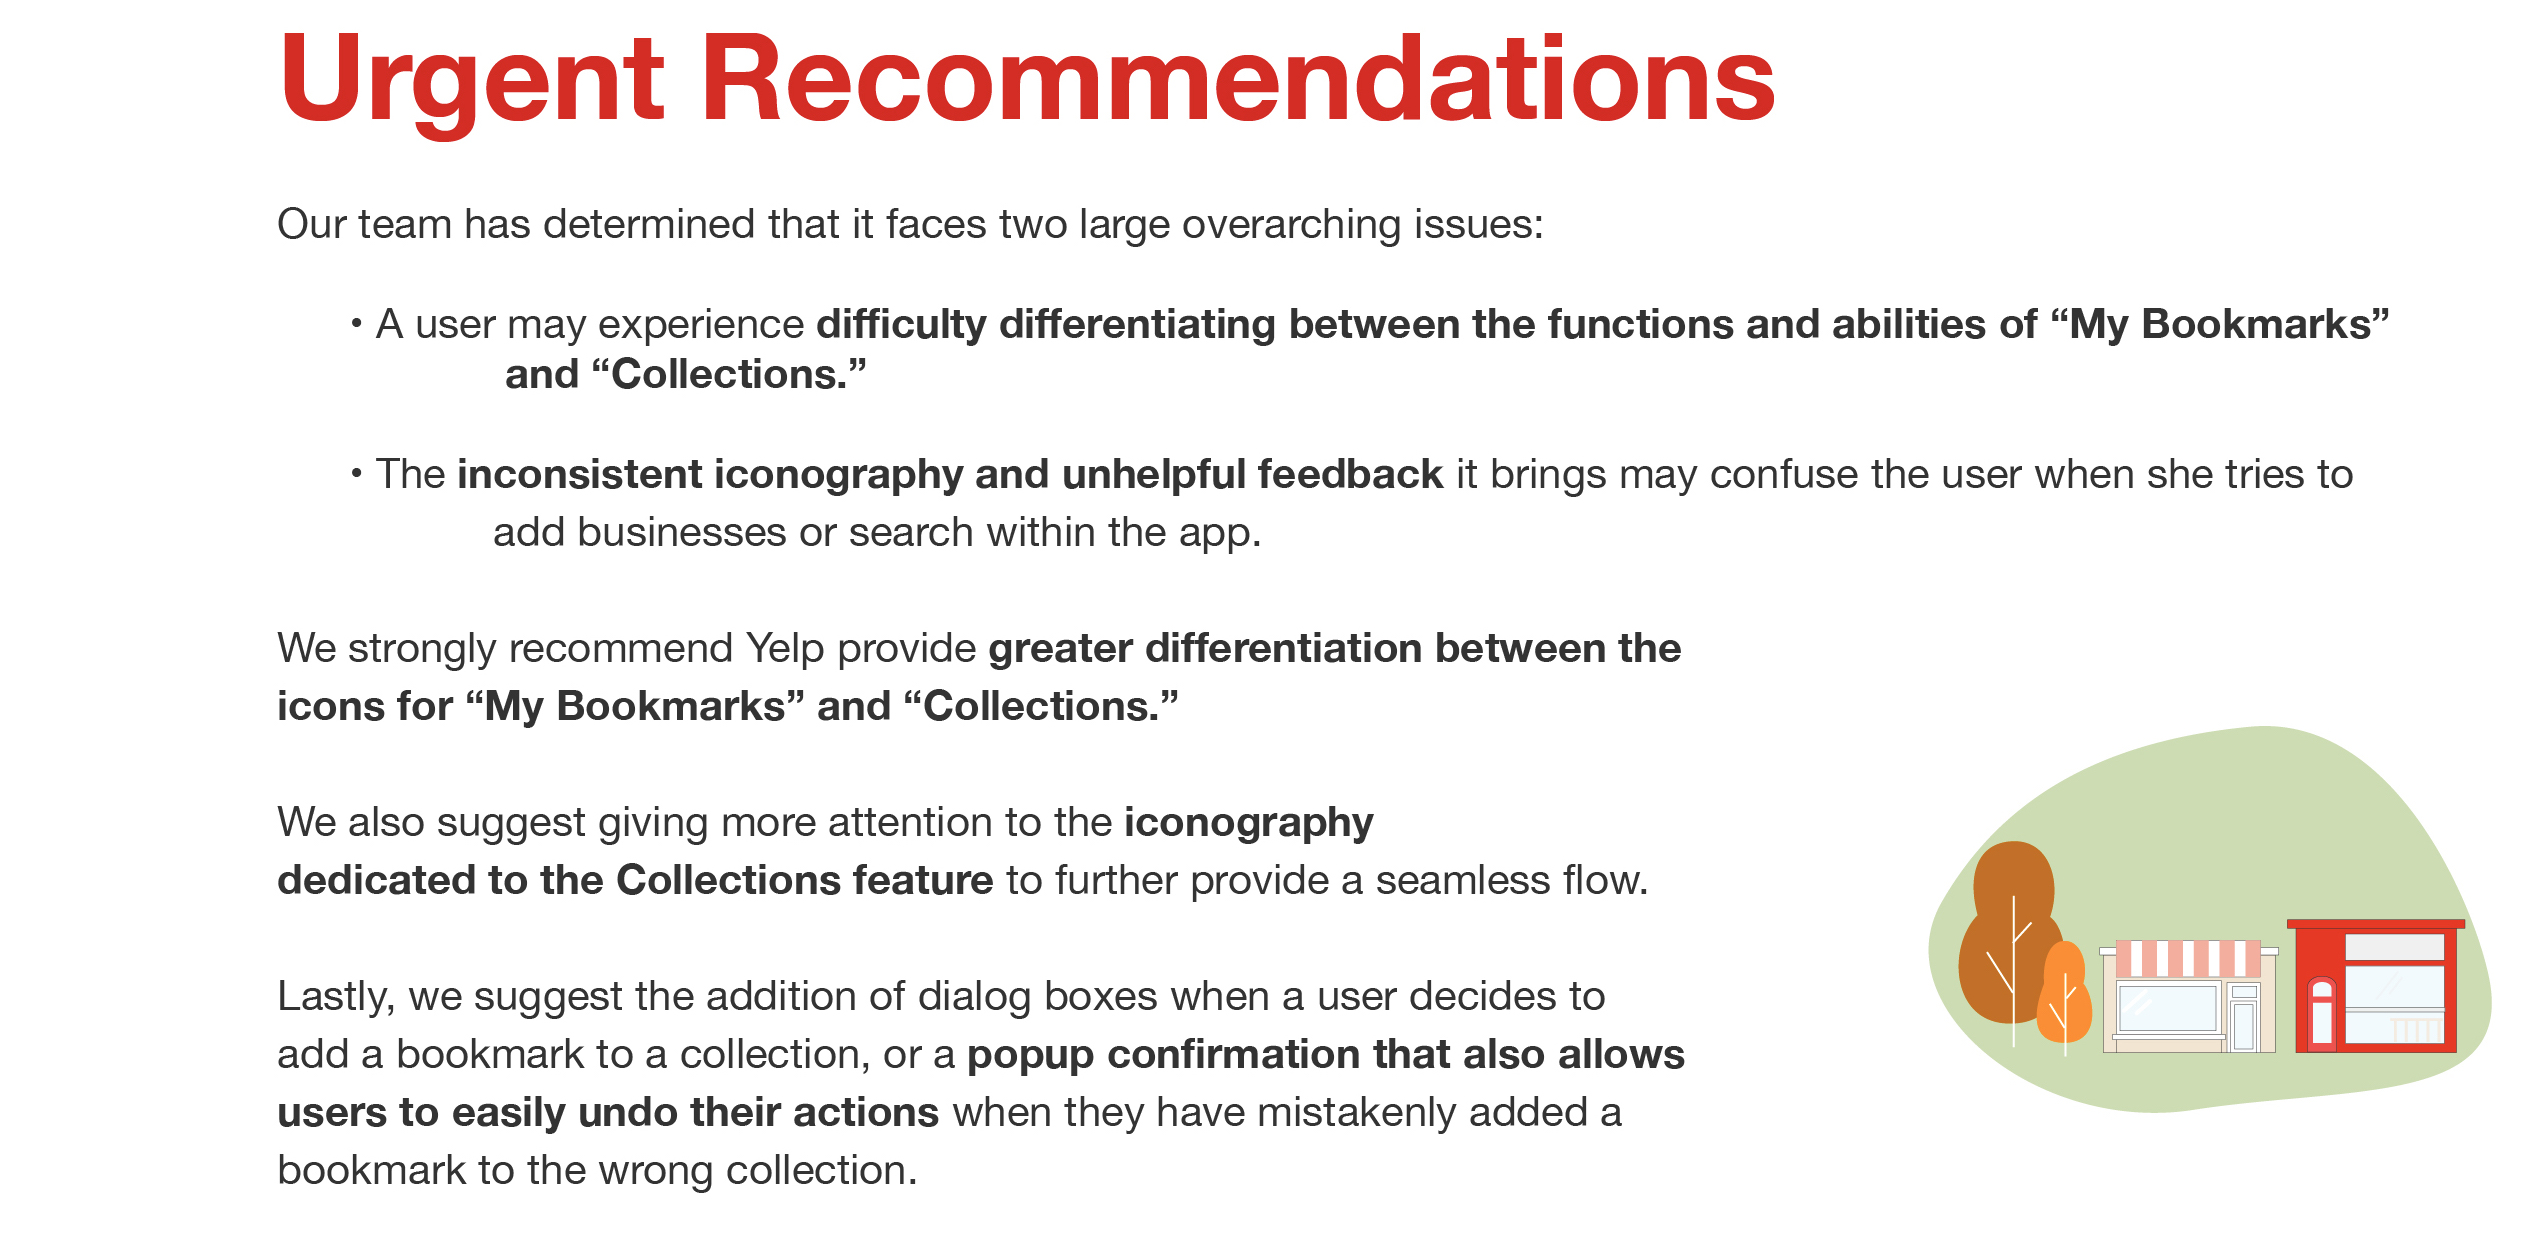 Urgent Recommendations
Our team has determined that it faces two large overarching issues:
• A user may experience difficulty differentiating between the functions and abilities of “My Bookmarks”
and “Collections.”
• The inconsistent iconography and unhelpful feedback it brings may confuse the user when she tries to
add businesses or search within the app.
We strongly recommend Yelp provide greater differentiation between the
icons for “My Bookmarks” and “Collections.”
We also suggest giving more attention to the iconography
dedicated to the Collections feature to further provide a seamless flow.
Lastly, we suggest the addition of dialog boxes when a user decides to
add a bookmark to a collection, or a popup confirmation that also allows
users to easily undo their actions when they have mistakenly added a
bookmark to the wrong collection.